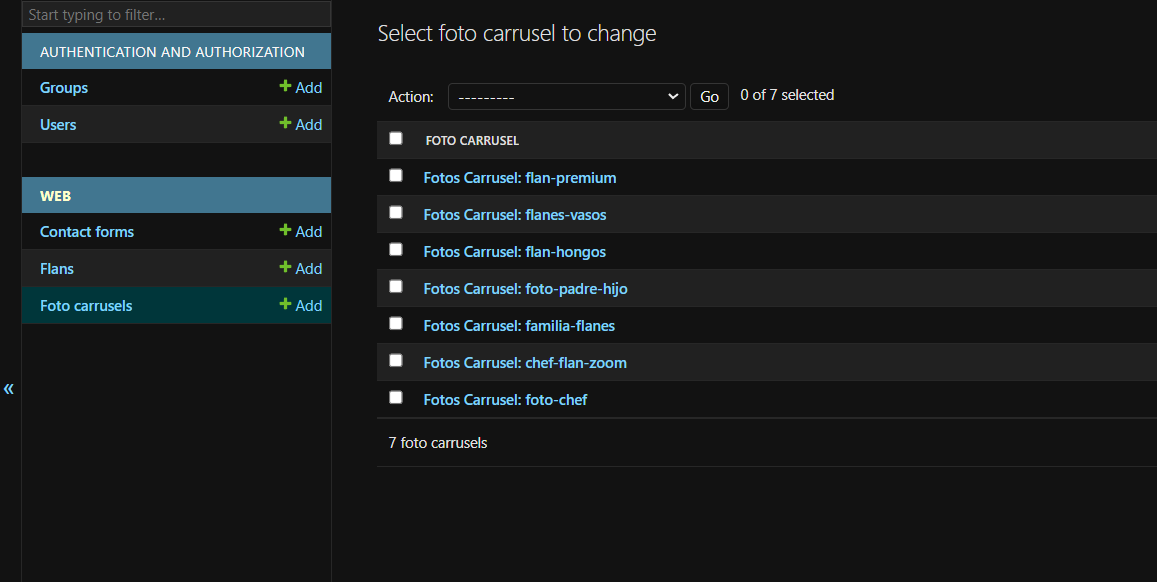 Start typing to filter...
AUTHENTICATION AND AUTHORIZATION
Groups + Add
Users + Add
WEB
Contact forms + Add
Flans + Add
Foto carrusels + Add
«
Select foto carrusel to change
Action: --------- Go 0 of 7 selected
FOTO CARRUSEL
Fotos Carrusel: flan-premium
Fotos Carrusel: flanes-vasos
Fotos Carrusel: flan-hongos
Fotos Carrusel: foto-padre-hijo
Fotos Carrusel: familia-flanes
Fotos Carrusel: chef-flan-zoom
Fotos Carrusel: foto-chef
7 foto carrusels